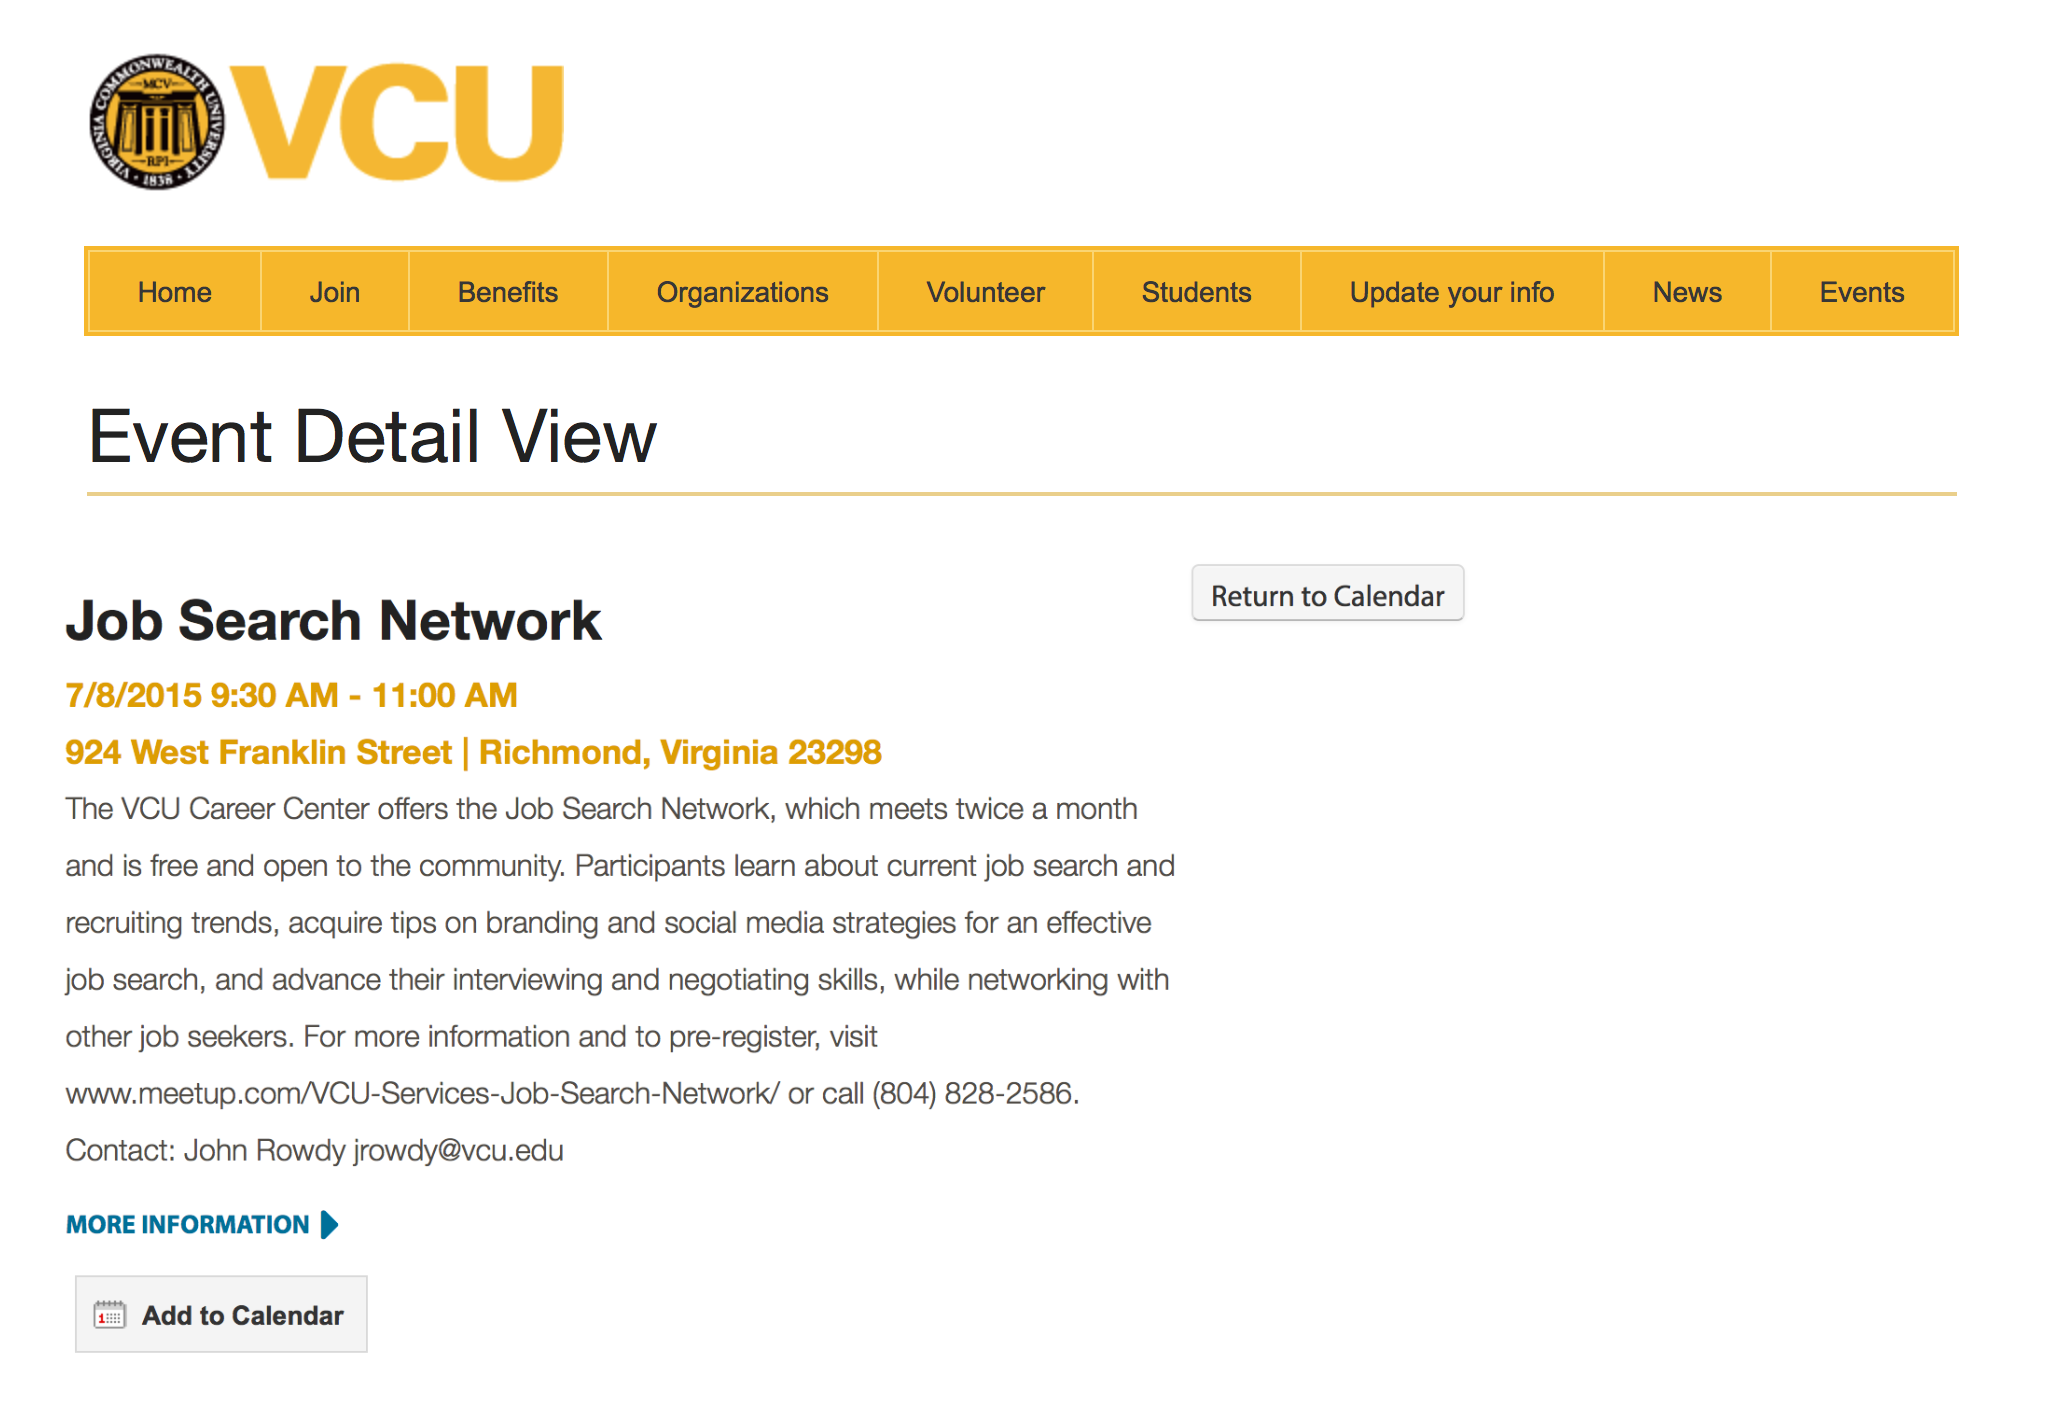 VIRGINIA COMMONWEALTH UNIVERSITY
MCV
RPI
1838
VCU
Home Join Benefits Organizations Volunteer Students Update your info News Events
Event Detail View
Return to Calendar
Job Search Network
7/8/2015 9:30 AM - 11:00 AM
924 West Franklin Street | Richmond, Virginia 23298
The VCU Career Center offers the Job Search Network, which meets twice a month
and is free and open to the community. Participants learn about current job search and
recruiting trends, acquire tips on branding and social media strategies for an effective
job search, and advance their interviewing and negotiating skills, while networking with
other job seekers. For more information and to pre-register, visit
www.meetup.com/VCU-Services-Job-Search-Network/ or call (804) 828-2586.
Contact: John Rowdy jrowdy@vcu.edu
MORE INFORMATION
1
Add to Calendar